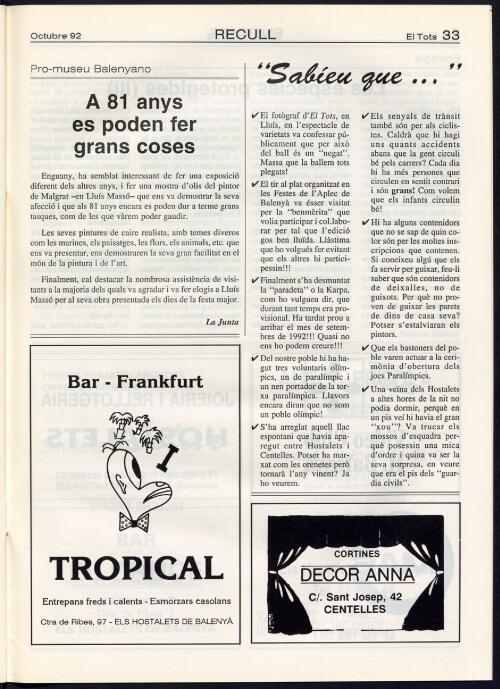 Octubre 92
RECULL
El Tots 33
Pro-museu Balenyano
A 81 anys
es poden fer
grans coses
Enguany, ha semblat interessant de fer una exposició
diferent dels altres anys, i fer una mostra d'olis del pintor
de Malgrat –en Lluís Massó– que ens va demostrar la seva
afecció i que als 81 anys encara es poden dur a terme grans
tasques, com de les que vàrem poder gaudir.
Les seves pintures de caire realista, amb temes diveros
com les marines, els paisatges, les flors, els animals, etc. que
ens va presentar, ens demostraren la seva gran facilitat en el
món de la pintura i de l'art.
Finalment, cal destacar la nombrosa assistència de visi-
tants a la majoria dels quals va agradar i va fer elogis a Lluís
Massó per al seva obra presentada els dies de la festa major.
La Junta
Bar - Frankfurt
TROPICAL
Entrepans freds i calents - Esmorzars casolans
Ctra de Ribes, 97 - ELS HOSTALETS DE BALENYÀ
"Sabíeu que ..."
✔ El fotògraf d'El Tots, en
Lluís, en l'espectacle de
varietats va confessar pú-
blicament que per això
del ball és un "negat".
Massa que la ballem tots
plegats!
✔ El tir al plat organitzat en
les Festes de l'Aplec de
Balenyà va ésser visitat
per la "benmèrita" que
volia participar i col.labo-
rar per tal que l'edició
gos ben lluïda. Llàstima
que ho volgués fer evitant
que els altres hi partici-
pessin!!!
✔ Finalment s'ha desmuntat
la "paradeta" o la Karpa,
com ho vulgueu dir, que
durant tant temps era pro-
visional. Ha tardat prou a
arribar el mes de setem-
bres de 1992!!! Quasi no
ens ho podem creure!!!
✔ Del nostre poble hi ha ha-
gut tres voluntaris olím-
pics, un de paralímpic i
un nen portador de la tor-
xa paralímpica. Llavors
encara diran que no som
un poble olímpic!
✔ S'ha arreglat aquell llac
espontani que havia apa-
regut entre Hostalets i
Centelles. Potser ha mar-
xat com les orenetes però
tornarà l'any vinent? Ja
ho veurem.
✔ Els senyals de trànsit
també són per als ciclis-
tes. Caldrà que hi hagi
uns quants accidents
abans que la gent circuli
bé pels carrers? Cada dia
hi ha més persones que
circulen en sentit contrari
i són grans! Com volem
que els infants circulin
bé!
✔ Hi ha alguns contenidors
que no se sap de quin co-
lor són per les moltes ins-
cripcions que contenen.
Si coneixeu algú que els
fa servir per guixar, feu-li
saber que són contenidors
de deixalles, no de
guixots. Per què no pro-
ven de guixar les parets
de dins de casa seva?
Potser s'estalviaran els
pintors.
✔ Que els bastoners del po-
ble varen actuar a la ceri-
mònia d'obertura dels
jocs Paralímpics.
✔ Una veïna dels Hostalets
a altes hores de la nit no
podia dormir, perquè en
un pis veí hi havia el gran
"xou"? Va trucar els
mossos d'esquadra per-
què posessin una mica
d'ordre i quina va ser la
seva sorpresa, en veure
que era el pis dels "guar-
dia civils".
CORTINES
DECOR ANNA
C/. Sant Josep, 42
CENTELLES